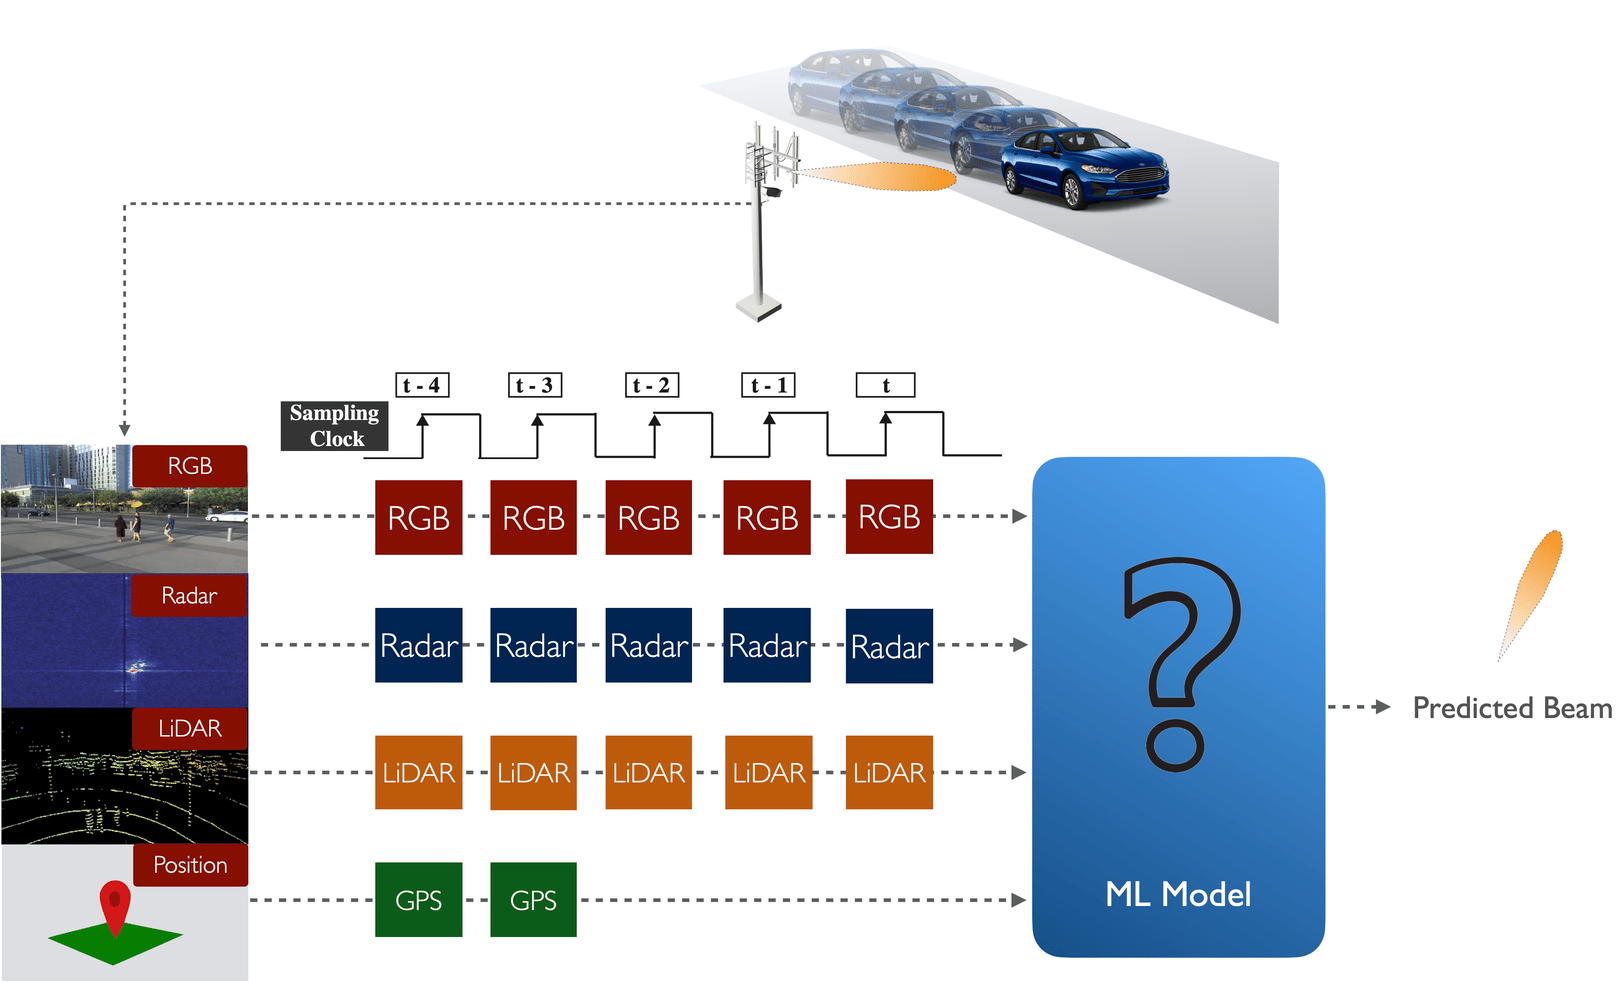 t - 4
t - 3
t - 2
t - 1
t
Sampling
Clock
RGB
RGB
RGB
RGB
RGB
RGB
Radar
Radar
Radar
Radar
Radar
Radar
LiDAR
LiDAR
LiDAR
LiDAR
LiDAR
LiDAR
Position
GPS
GPS
ML Model
Predicted Beam